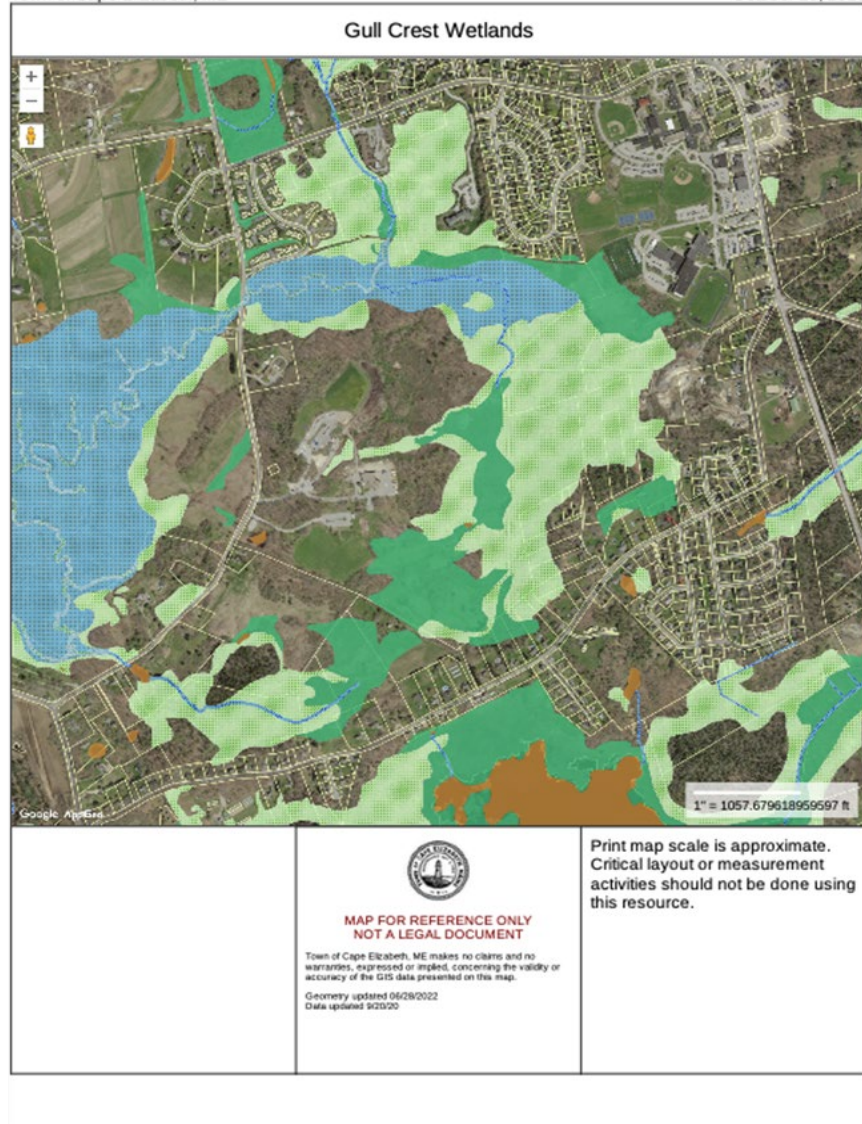 Gull Crest Wetlands
+
−
Google
1" = 1057.679618959597 ft
MAP FOR REFERENCE ONLY
NOT A LEGAL DOCUMENT
Town of Cape Elizabeth, ME makes no claims and no
warranties, expressed or implied, concerning the validity or
accuracy of the GIS data presented on this map.
Geometry updated 06/28/2022
Data updated 9/20/20
Print map scale is approximate.
Critical layout or measurement
activities should not be done using
this resource.